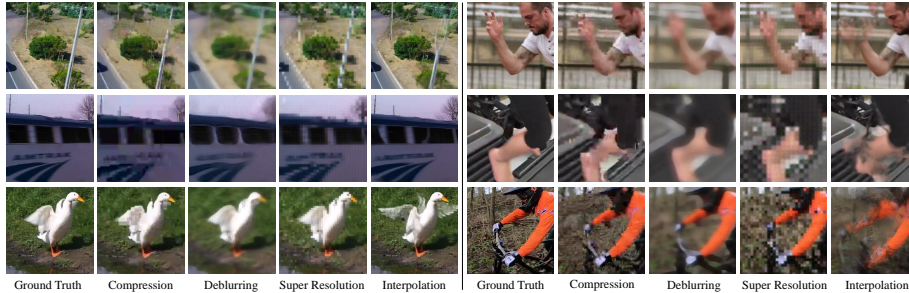 Ground Truth Compression Deblurring Super Resolution Interpolation Ground Truth Compression Deblurring Super Resolution Interpolation